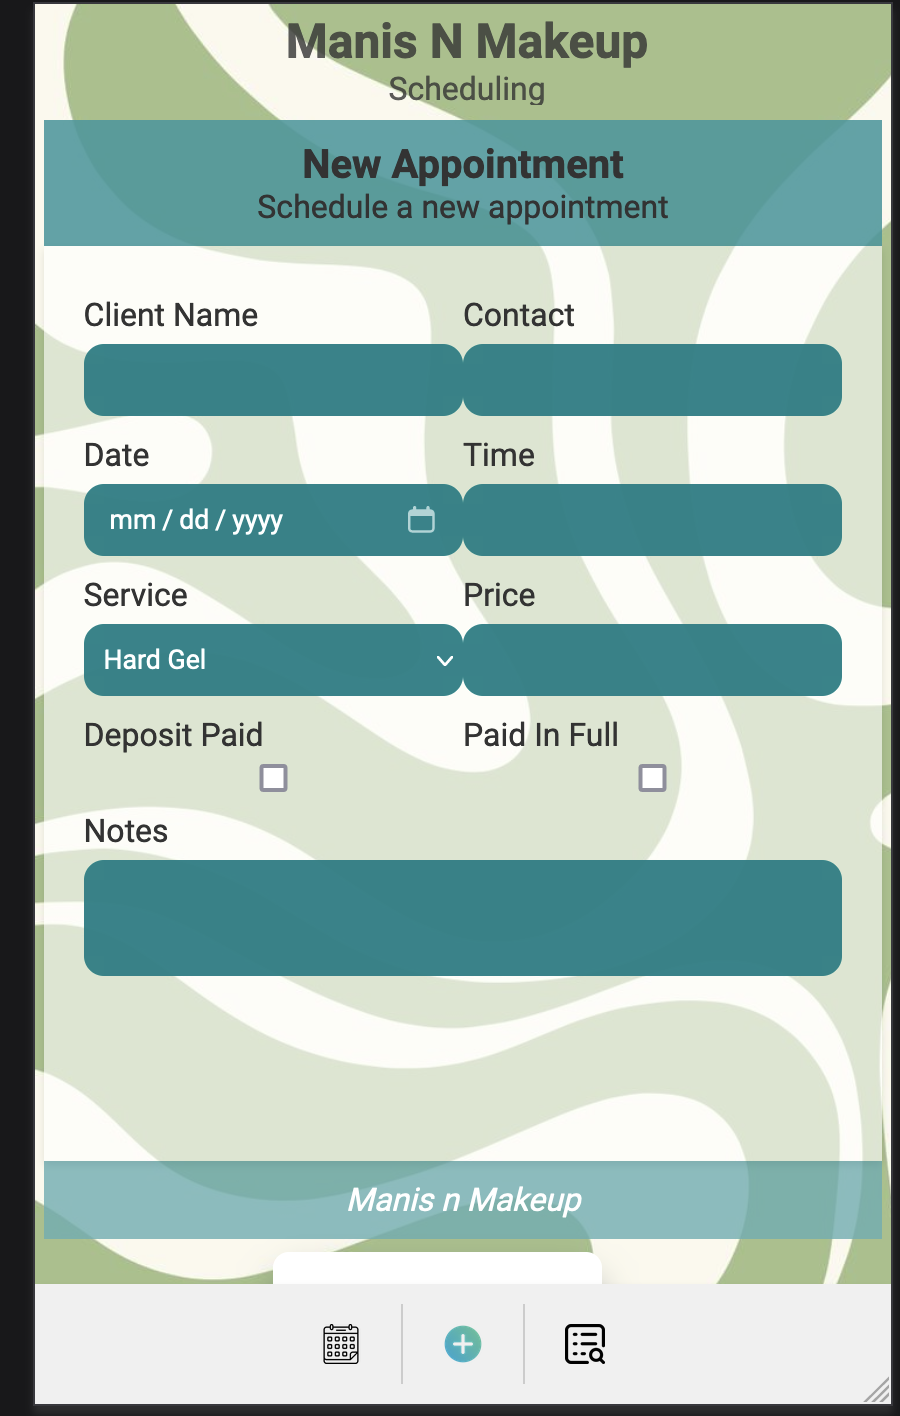 Manis N Makeup
Scheduling
New Appointment
Schedule a new appointment
Client Name
Contact
Date
Time
mm / dd / yyyy
Service
Price
Hard Gel
Deposit Paid
Paid In Full
Notes
Manis n Makeup